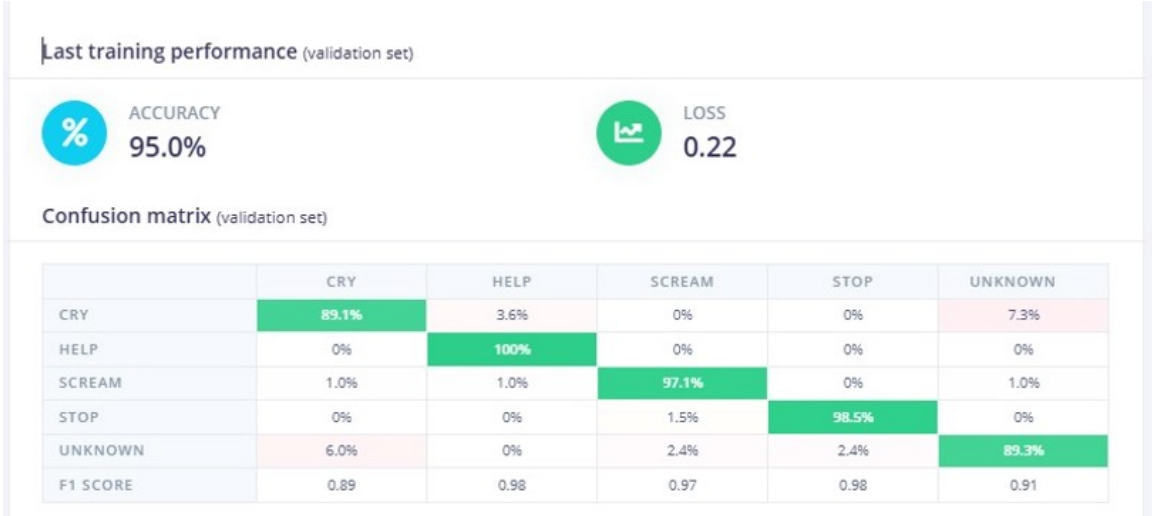 Last training performance (validation set)
% ACCURACY
95.0%
LOSS
0.22
Confusion matrix (validation set)
CRY HELP SCREAM STOP UNKNOWN
CRY 89.1% 3.6% 0% 0% 7.3%
HELP 0% 100% 0% 0% 0%
SCREAM 1.0% 1.0% 97.1% 0% 1.0%
STOP 0% 0% 1.5% 98.5% 0%
UNKNOWN 6.0% 0% 2.4% 2.4% 89.3%
F1 SCORE 0.89 0.98 0.97 0.98 0.91